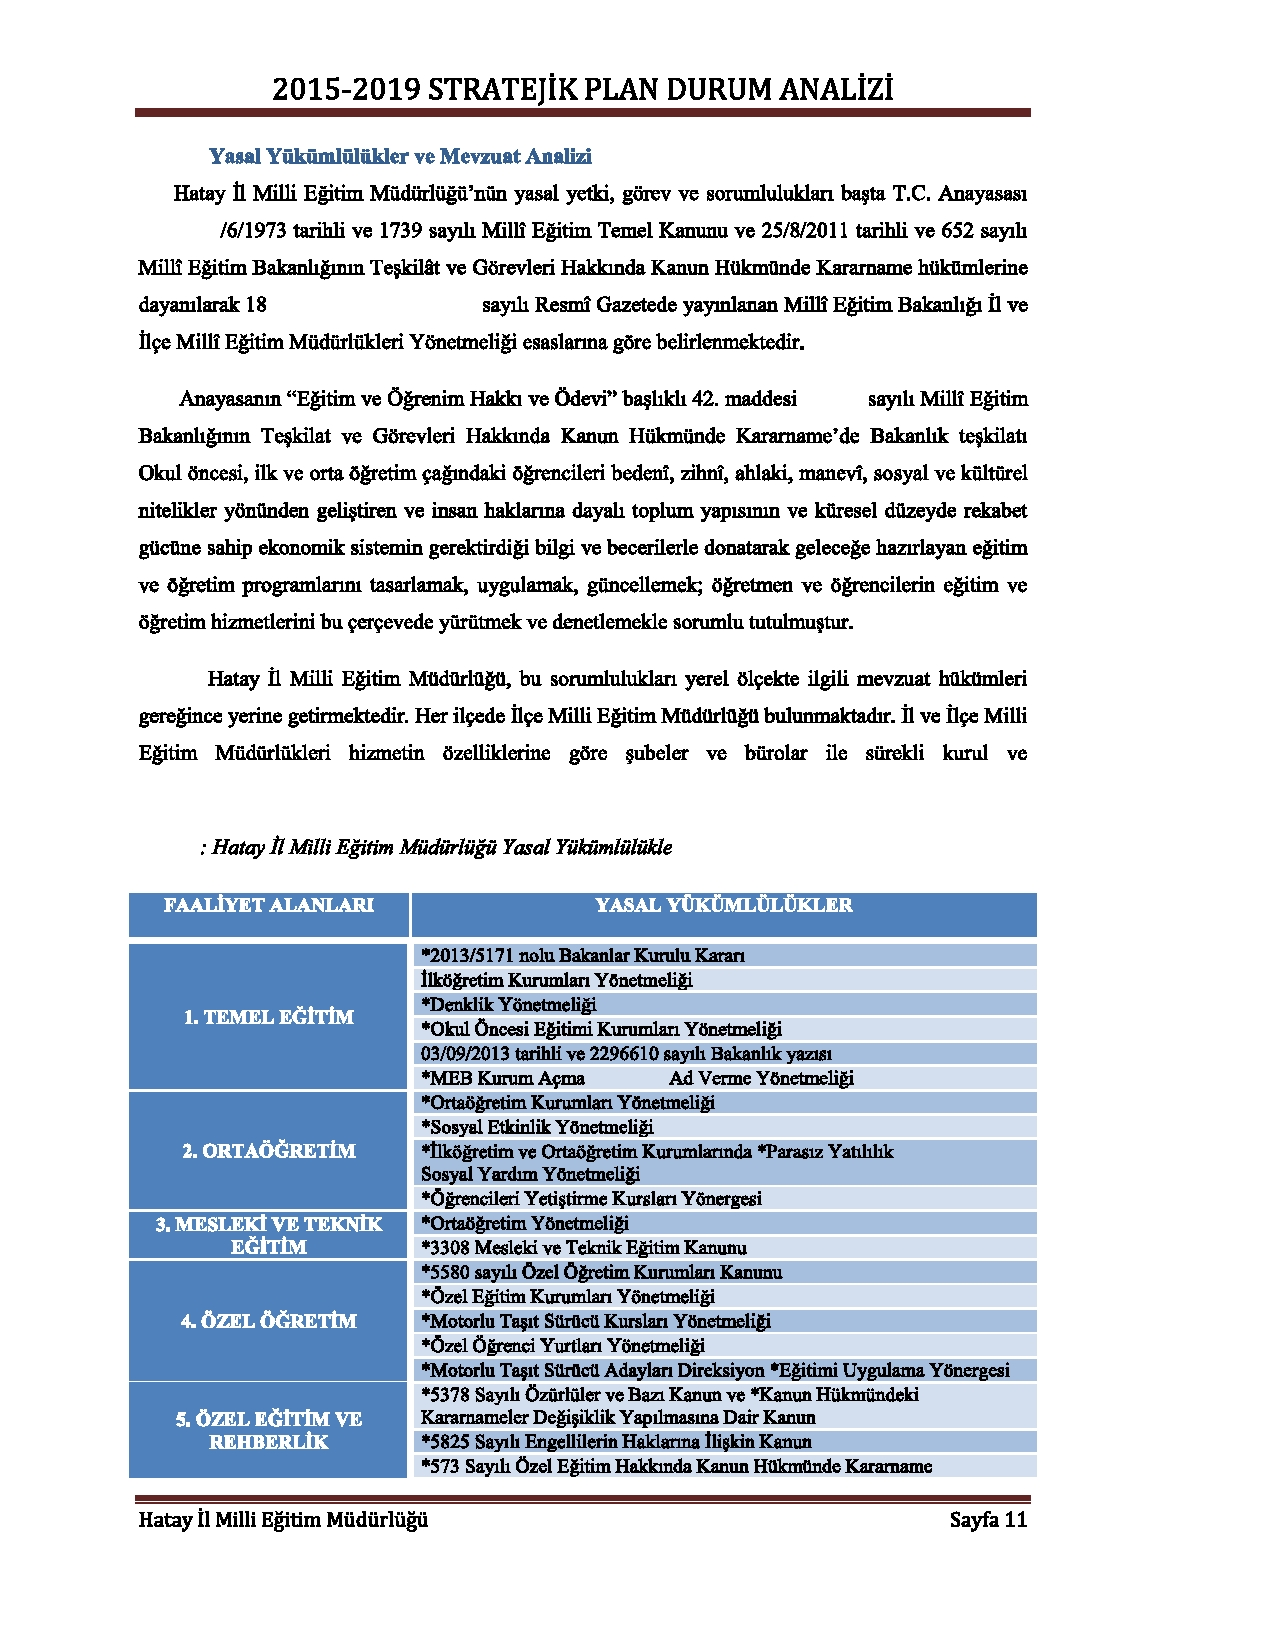 2015-2019 STRATEJİK PLAN DURUM ANALİZİ
Yasal Yükümlülükler ve Mevzuat Analizi
Hatay İl Milli Eğitim Müdürlüğü’nün yasal yetki, görev ve sorumlulukları başta T.C. Anayasası
/6/1973 tarihli ve 1739 sayılı Millî Eğitim Temel Kanunu ve 25/8/2011 tarihli ve 652 sayılı
Millî Eğitim Bakanlığının Teşkilât ve Görevleri Hakkında Kanun Hükmünde Kararname hükümlerine
dayanılarak 18 sayılı Resmî Gazetede yayınlanan Millî Eğitim Bakanlığı İl ve
İlçe Millî Eğitim Müdürlükleri Yönetmeliği esaslarına göre belirlenmektedir.
Anayasanın “Eğitim ve Öğrenim Hakkı ve Ödevi” başlıklı 42. maddesi sayılı Millî Eğitim
Bakanlığının Teşkilat ve Görevleri Hakkında Kanun Hükmünde Kararname’de Bakanlık teşkilatı
Okul öncesi, ilk ve orta öğretim çağındaki öğrencileri bedenî, zihnî, ahlaki, manevî, sosyal ve kültürel
nitelikler yönünden geliştiren ve insan haklarına dayalı toplum yapısının ve küresel düzeyde rekabet
gücüne sahip ekonomik sistemin gerektirdiği bilgi ve becerilerle donatarak geleceğe hazırlayan eğitim
ve öğretim programlarını tasarlamak, uygulamak, güncellemek; öğretmen ve öğrencilerin eğitim ve
öğretim hizmetlerini bu çerçevede yürütmek ve denetlemekle sorumlu tutulmuştur.
Hatay İl Milli Eğitim Müdürlüğü, bu sorumlulukları yerel ölçekte ilgili mevzuat hükümleri
gereğince yerine getirmektedir. Her ilçede İlçe Milli Eğitim Müdürlüğü bulunmaktadır. İl ve İlçe Milli
Eğitim Müdürlükleri hizmetin özelliklerine göre şubeler ve bürolar ile sürekli kurul ve
: Hatay İl Milli Eğitim Müdürlüğü Yasal Yükümlülükle
FAALİYET ALANLARI YASAL YÜKÜMLÜLÜKLER
1. TEMEL EĞİTİM
*2013/5171 nolu Bakanlar Kurulu Kararı
İlköğretim Kurumları Yönetmeliği
*Denklik Yönetmeliği
*Okul Öncesi Eğitimi Kurumları Yönetmeliği
03/09/2013 tarihli ve 2296610 sayılı Bakanlık yazısı
*MEB Kurum Açma Ad Verme Yönetmeliği
2. ORTAÖĞRETİM
*Ortaöğretim Kurumları Yönetmeliği
*Sosyal Etkinlik Yönetmeliği
*İlköğretim ve Ortaöğretim Kurumlarında *Parasız Yatılılık
Sosyal Yardım Yönetmeliği
*Öğrencileri Yetiştirme Kursları Yönergesi
3. MESLEKİ VE TEKNİK
EĞİTİM
*Ortaöğretim Yönetmeliği
*3308 Mesleki ve Teknik Eğitim Kanunu
4. ÖZEL ÖĞRETİM
*5580 sayılı Özel Öğretim Kurumları Kanunu
*Özel Eğitim Kurumları Yönetmeliği
*Motorlu Taşıt Sürücü Kursları Yönetmeliği
*Özel Öğrenci Yurtları Yönetmeliği
*Motorlu Taşıt Sürücü Adayları Direksiyon *Eğitimi Uygulama Yönergesi
5. ÖZEL EĞİTİM VE
REHBERLİK
*5378 Sayılı Özürlüler ve Bazı Kanun ve *Kanun Hükmündeki
Kararnameler Değişiklik Yapılmasına Dair Kanun
*5825 Sayılı Engellilerin Haklarına İlişkin Kanun
*573 Sayılı Özel Eğitim Hakkında Kanun Hükmünde Kararname
Hatay İl Milli Eğitim Müdürlüğü Sayfa 11